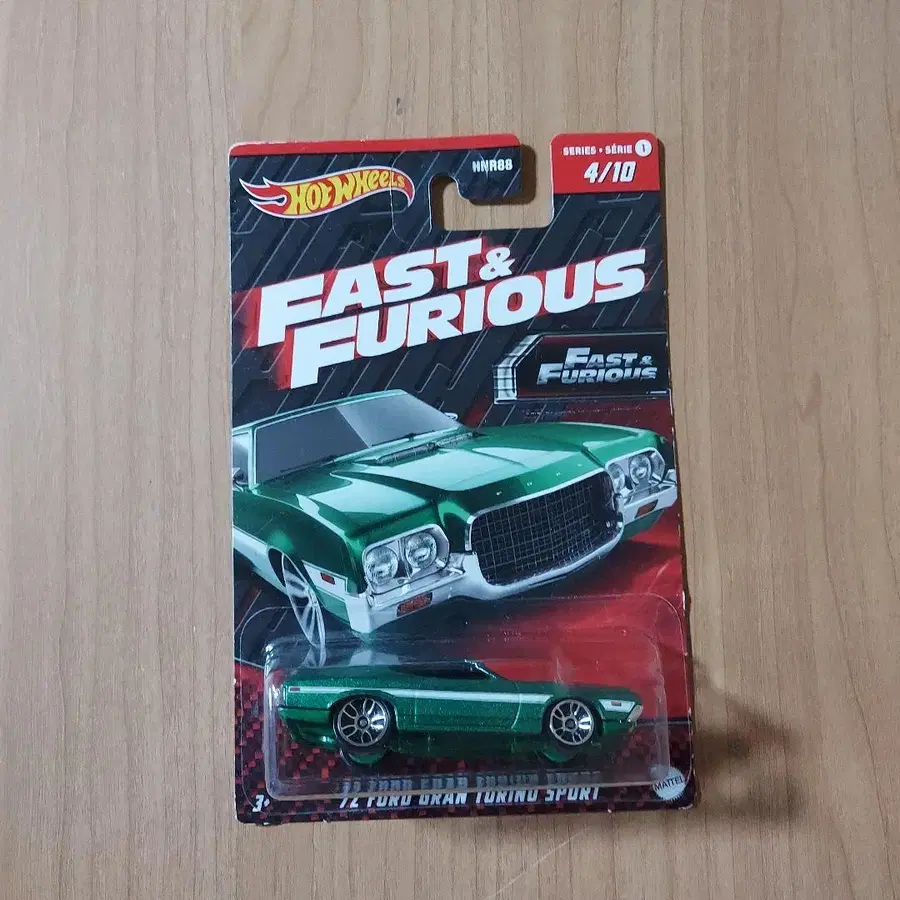 HOT WHEELS
HNR88
SERIES • SÉRIE 1
4/10
FAST &
FURIOUS
FAST &
FURIOUS
FORD
'72 FORD GRAN TORINO SPORT
3+
MATTEL